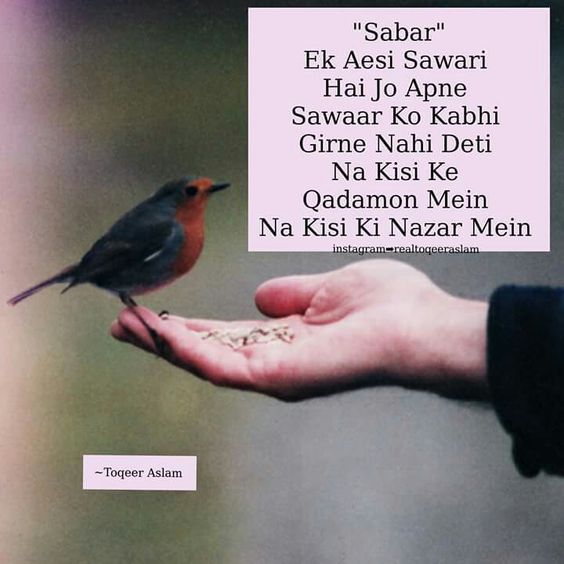 "Sabar"
Ek Aesi Sawari
Hai Jo Apne
Sawaar Ko Kabhi
Girne Nahi Deti
Na Kisi Ke
Qadamon Mein
Na Kisi Ki Nazar Mein
instagram➡realtoqeeraslam
~Toqeer Aslam